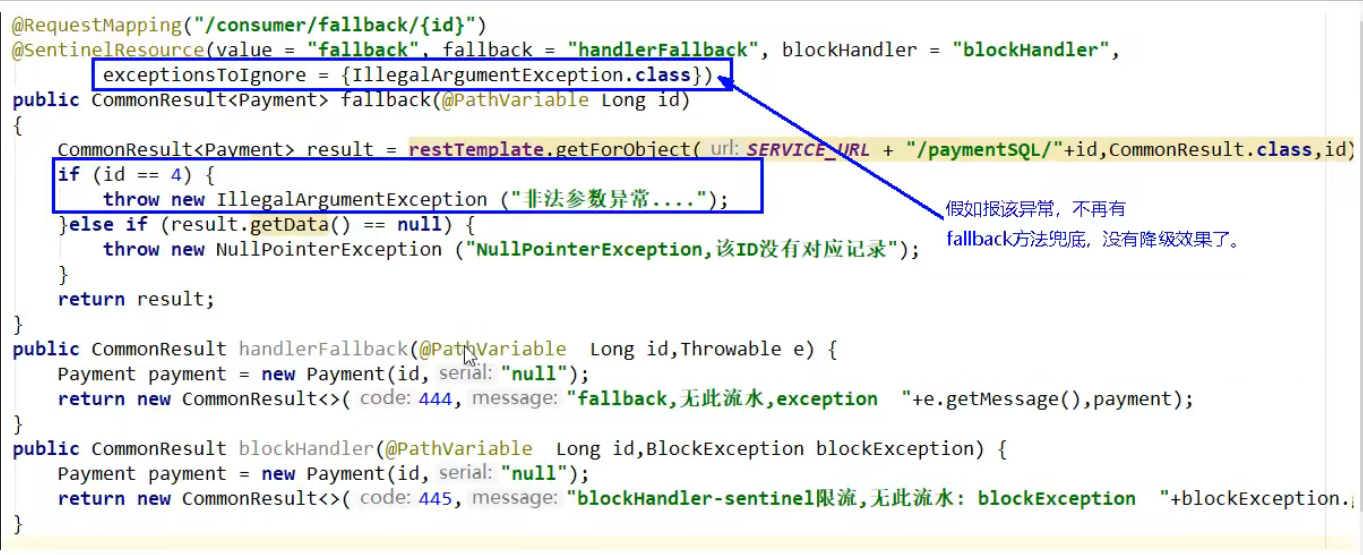 @RequestMapping("/consumer/fallback/{id}")
@SentinelResource(value = "fallback", fallback = "handlerFallback", blockHandler = "blockHandler",
exceptionsToIgnore = {IllegalArgumentException.class})
public CommonResult<Payment> fallback(@PathVariable Long id)
{
CommonResult<Payment> result = restTemplate.getForObject( url: SERVICE_URL + "/paymentSQL/"+id,CommonResult.class,id)
if (id == 4) {
throw new IllegalArgumentException ("非法参数异常....");
}else if (result.getData() == null) {
throw new NullPointerException ("NullPointerException,该ID没有对应记录");
}
return result;
}
假如报该异常，不再有
fallback方法兜底，没有降级效果了。
public CommonResult handlerFallback(@PathVariable Long id,Throwable e) {
Payment payment = new Payment(id, serial: "null");
return new CommonResult<>( code: 444, message: "fallback,无此流水,exception "+e.getMessage(),payment);
}
public CommonResult blockHandler(@PathVariable Long id,BlockException blockException) {
Payment payment = new Payment(id, serial: "null");
return new CommonResult<>( code: 445, message: "blockHandler-sentinel限流,无此流水: blockException "+blockException.
}